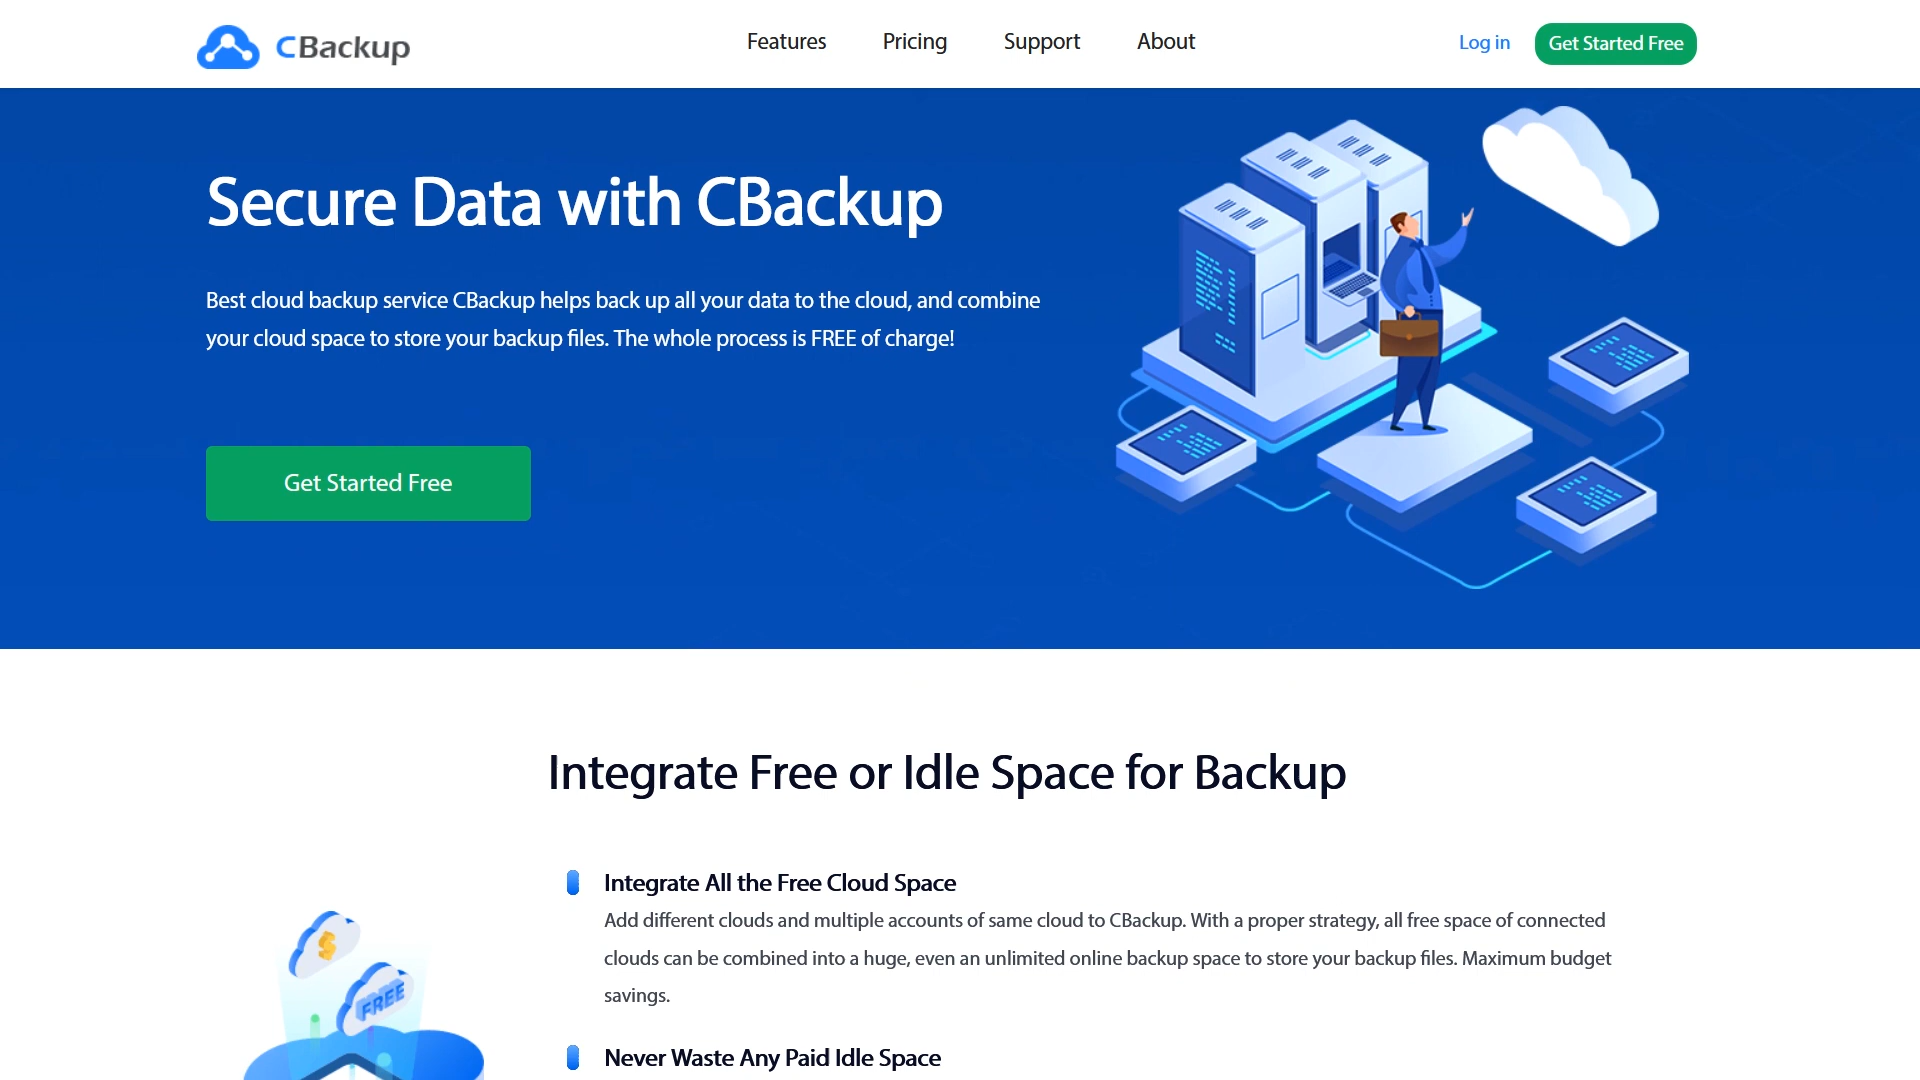 CBackup
Features
Pricing
Support
About
Log in
Get Started Free
Secure Data with CBackup
Best cloud backup service CBackup helps back up all your data to the cloud, and combine
your cloud space to store your backup files. The whole process is FREE of charge!
Get Started Free
Integrate Free or Idle Space for Backup
Integrate All the Free Cloud Space
Add different clouds and multiple accounts of same cloud to CBackup. With a proper strategy, all free space of connected
clouds can be combined into a huge, even an unlimited online backup space to store your backup files. Maximum budget
savings.
$
FREE
Never Waste Any Paid Idle Space